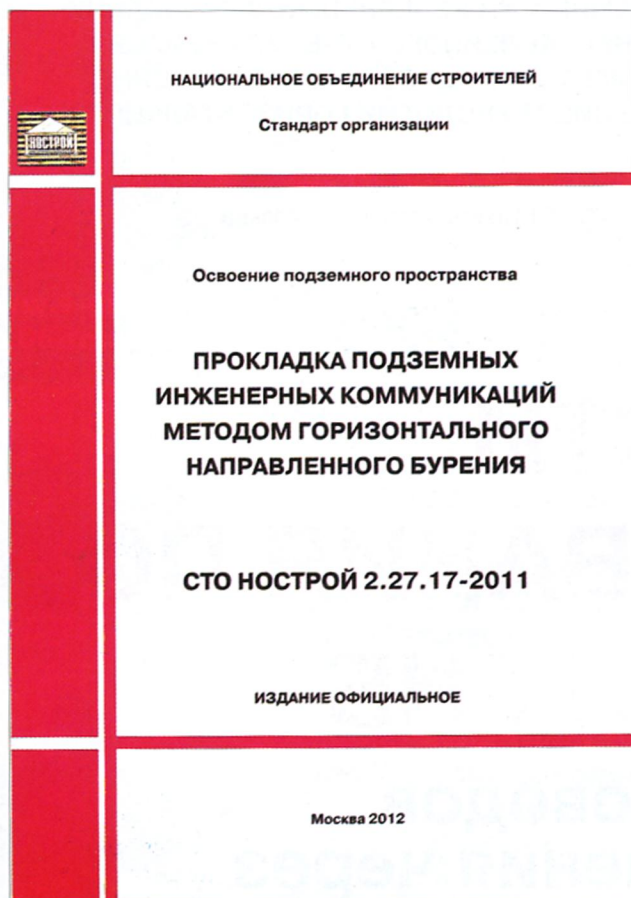 НАЦИОНАЛЬНОЕ ОБЪЕДИНЕНИЕ СТРОИТЕЛЕЙ
Стандарт организации
НОСТРОЙ
Освоение подземного пространства
ПРОКЛАДКА ПОДЗЕМНЫХ
ИНЖЕНЕРНЫХ КОММУНИКАЦИЙ
МЕТОДОМ ГОРИЗОНТАЛЬНОГО
НАПРАВЛЕННОГО БУРЕНИЯ
СТО НОСТРОЙ 2.27.17-2011
ИЗДАНИЕ ОФИЦИАЛЬНОЕ
Москва 2012